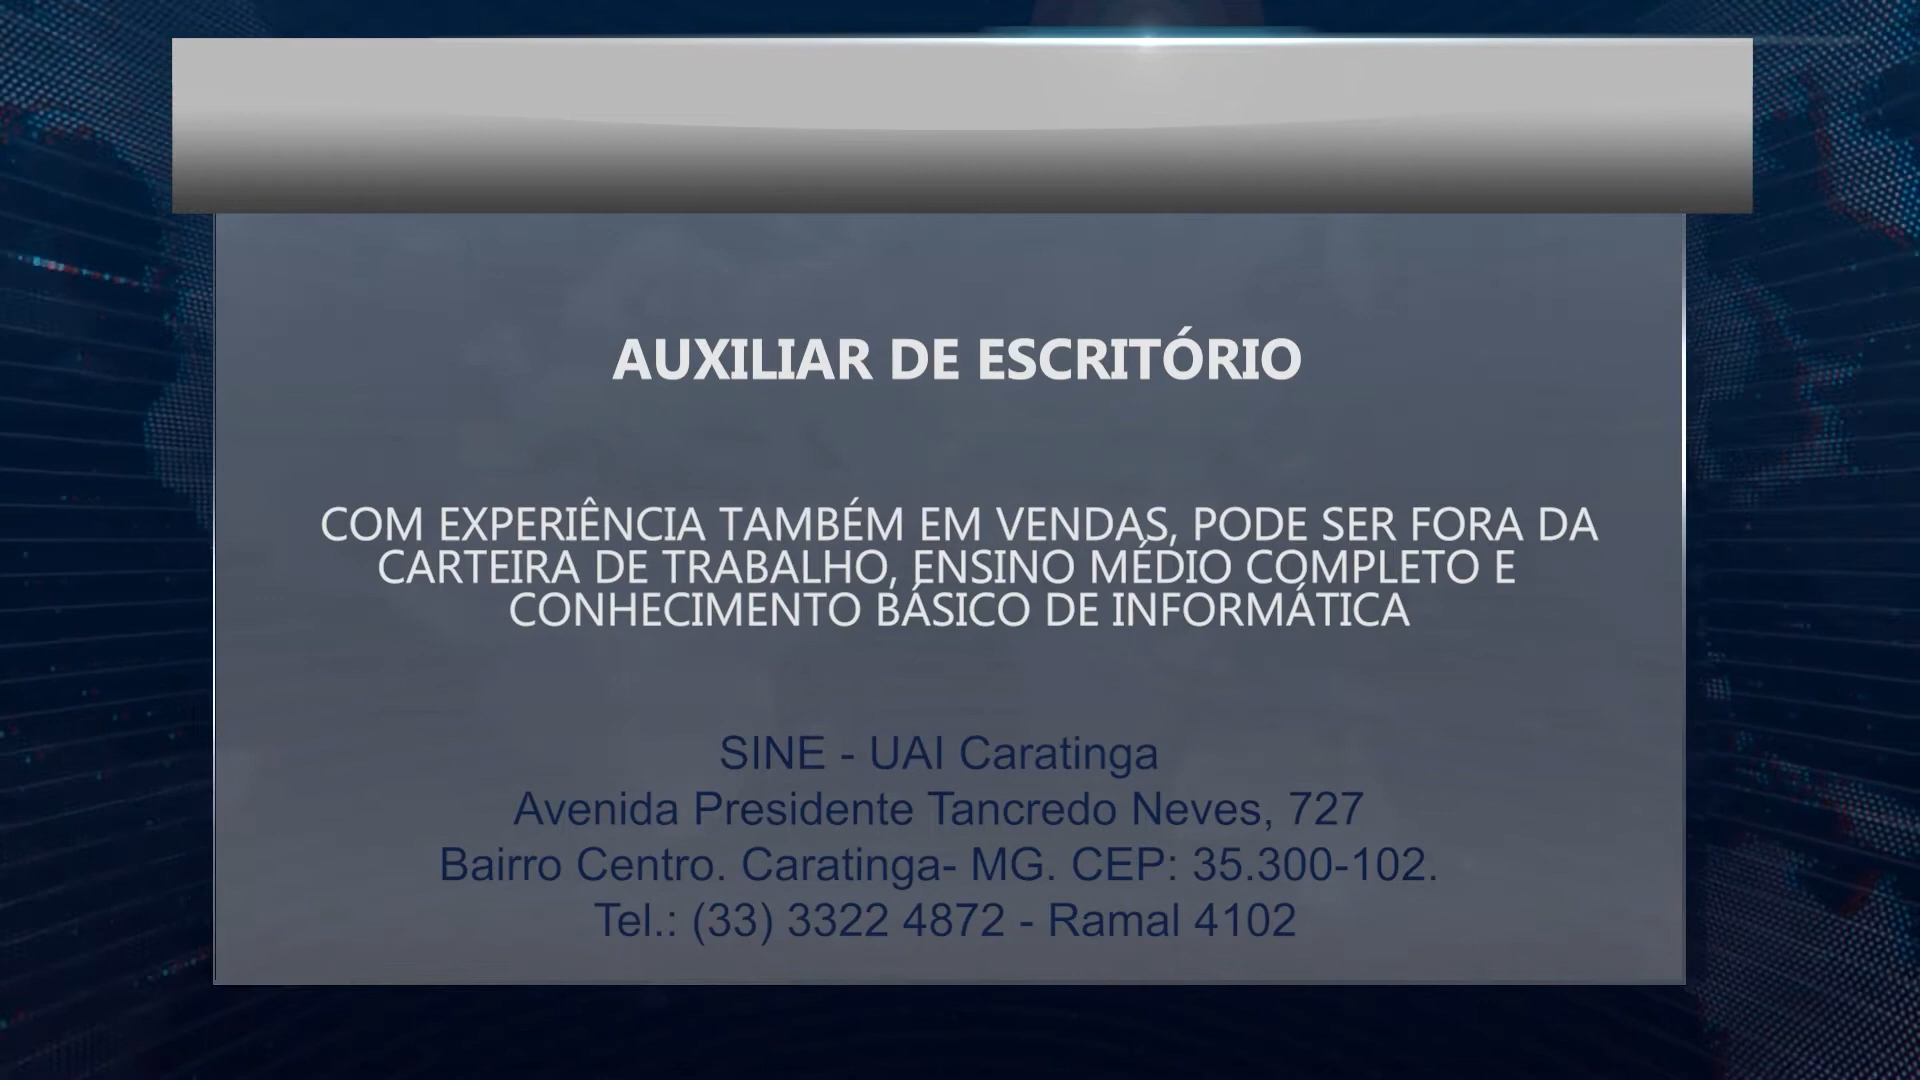 AUXILIAR DE ESCRITÓRIO
COM EXPERIÊNCIA TAMBÉM EM VENDAS, PODE SER FORA DA
CARTEIRA DE TRABALHO, ENSINO MÉDIO COMPLETO E
CONHECIMENTO BÁSICO DE INFORMÁTICA
SINE - UAI Caratinga
Avenida Presidente Tancredo Neves, 727
Bairro Centro. Caratinga- MG. CEP: 35.300-102.
Tel.: (33) 3322 4872 - Ramal 4102